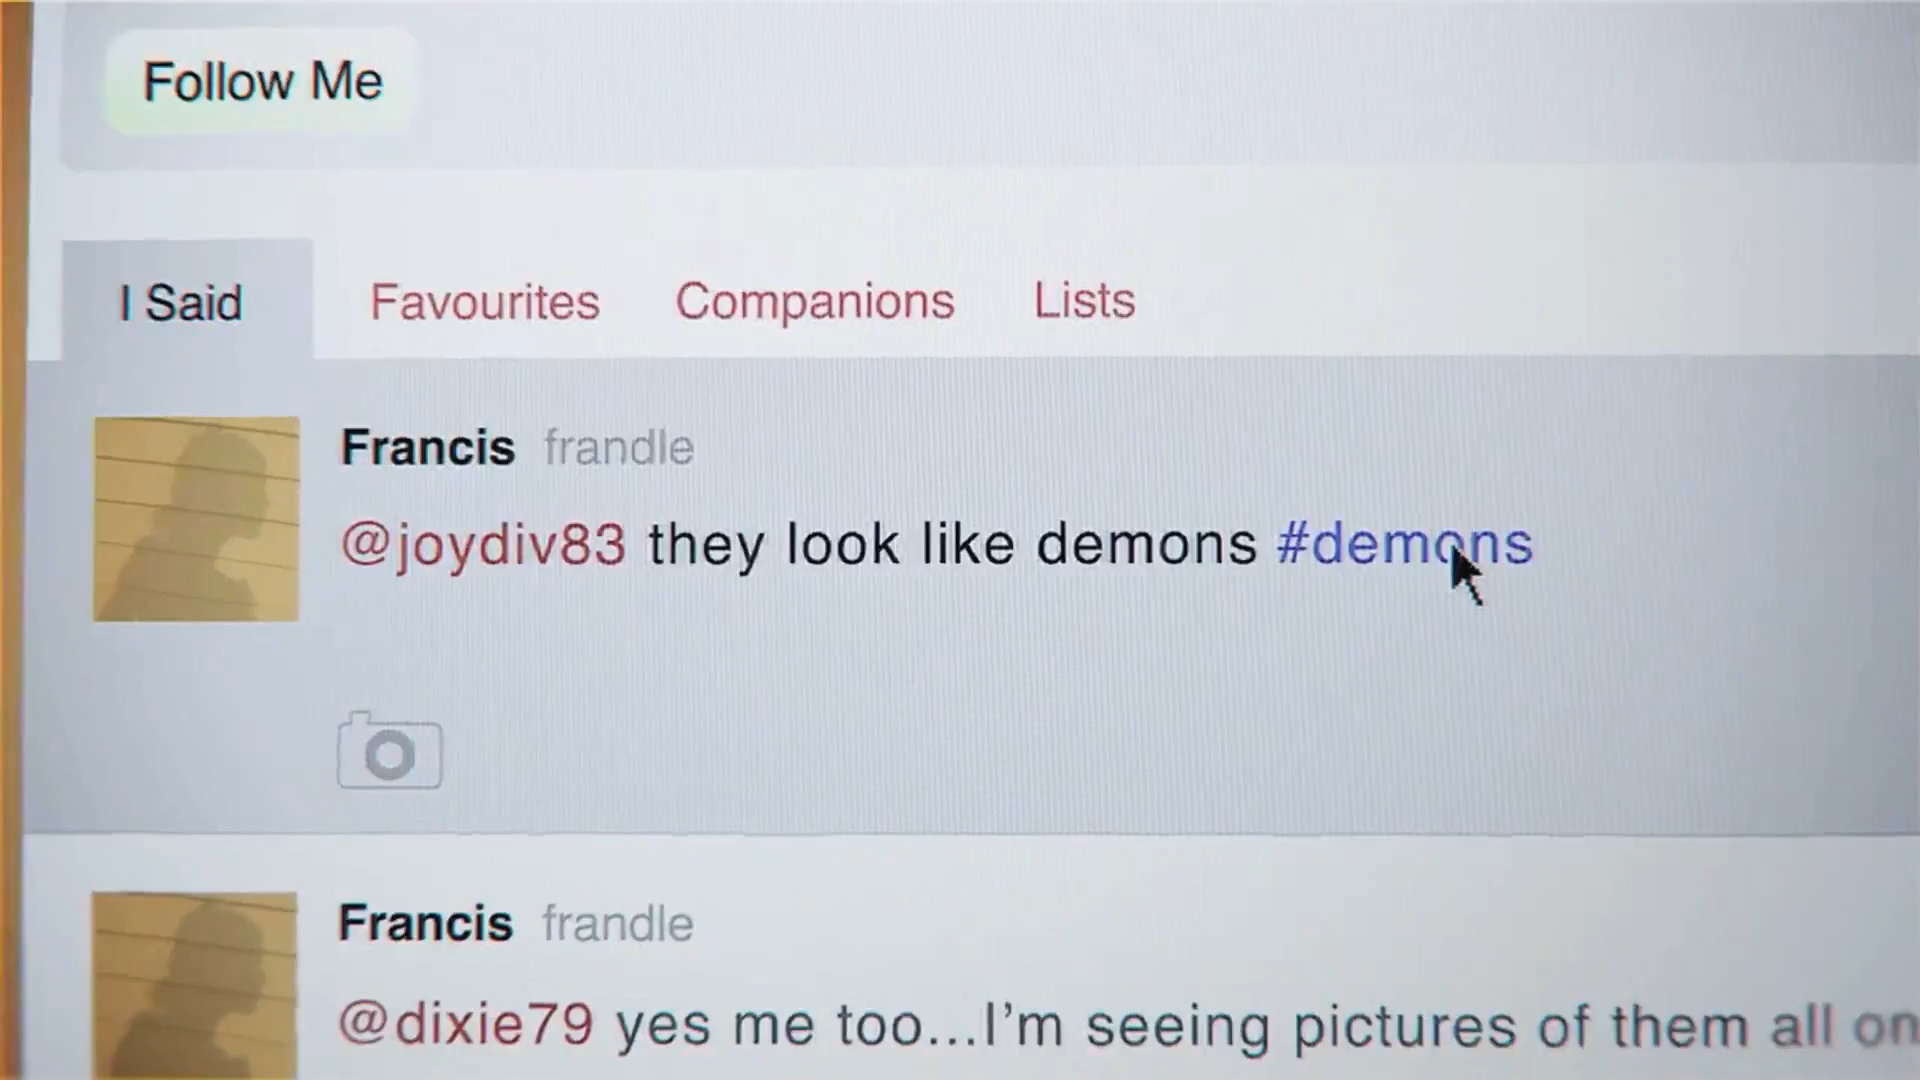 Follow Me
I Said Favourites Companions Lists
Francis frandle
@joydiv83 they look like demons #demons
Francis frandle
@dixie79 yes me too...I'm seeing pictures of them all on